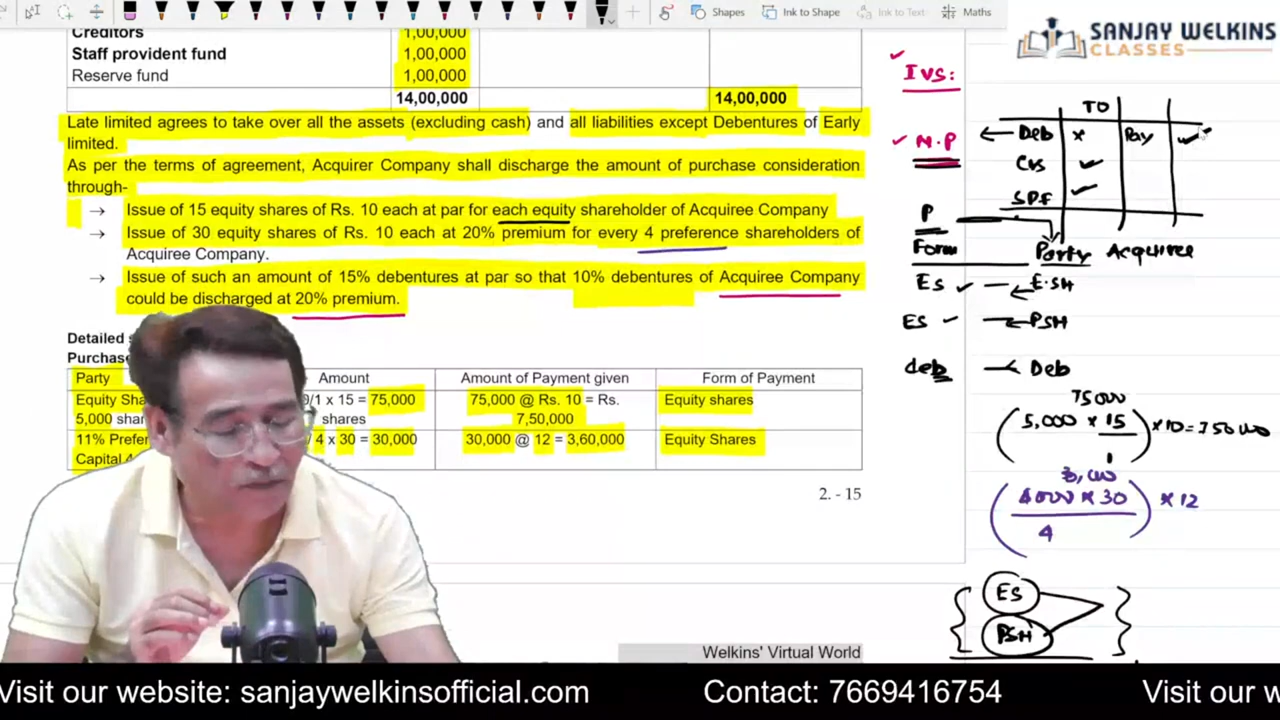 Shapes Ink to Shape Ink to Text Maths
SANJAY WELKINS
CLASSES
Creditors 1,00,000
Staff provident fund 1,00,000
Reserve fund 1,00,000
14,00,000 14,00,000
Late limited agrees to take over all the assets (excluding cash) and all liabilities except Debentures of Early
limited.
As per the terms of agreement, Acquirer Company shall discharge the amount of purchase consideration
through-
→ Issue of 15 equity shares of Rs. 10 each at par for each equity shareholder of Acquiree Company
→ Issue of 30 equity shares of Rs. 10 each at 20% premium for every 4 preference shareholders of
Acquiree Company.
→ Issue of such an amount of 15% debentures at par so that 10% debentures of Acquiree Company
could be discharged at 20% premium.
Detailed
Purchas
Party Amount Amount of Payment given Form of Payment
Equity Sha 0/1 x 15 = 75,000 75,000 @ Rs. 10 = Rs. Equity shares
5,000 shar shares 7,50,000
11% Prefer / 4 x 30 = 30,000 30,000 @ 12 = 3,60,000 Equity Shares
Capital 4
2. - 15
Welkins' Virtual World
✓ IVS:
✓ N.P
TO
← Deb × Pay ✓
CVS ✓
SPF ✓
P
Form Party Acquiree
ES ✓ E.SH
ES PSH
deb Deb
75000
(5,000 × 15) × 10 = 750000
1
(4000 × 30) × 12
4
{ ES }
{ PSH }
Visit our website: sanjaywelkinsofficial.com Contact: 7669416754 Visit our w